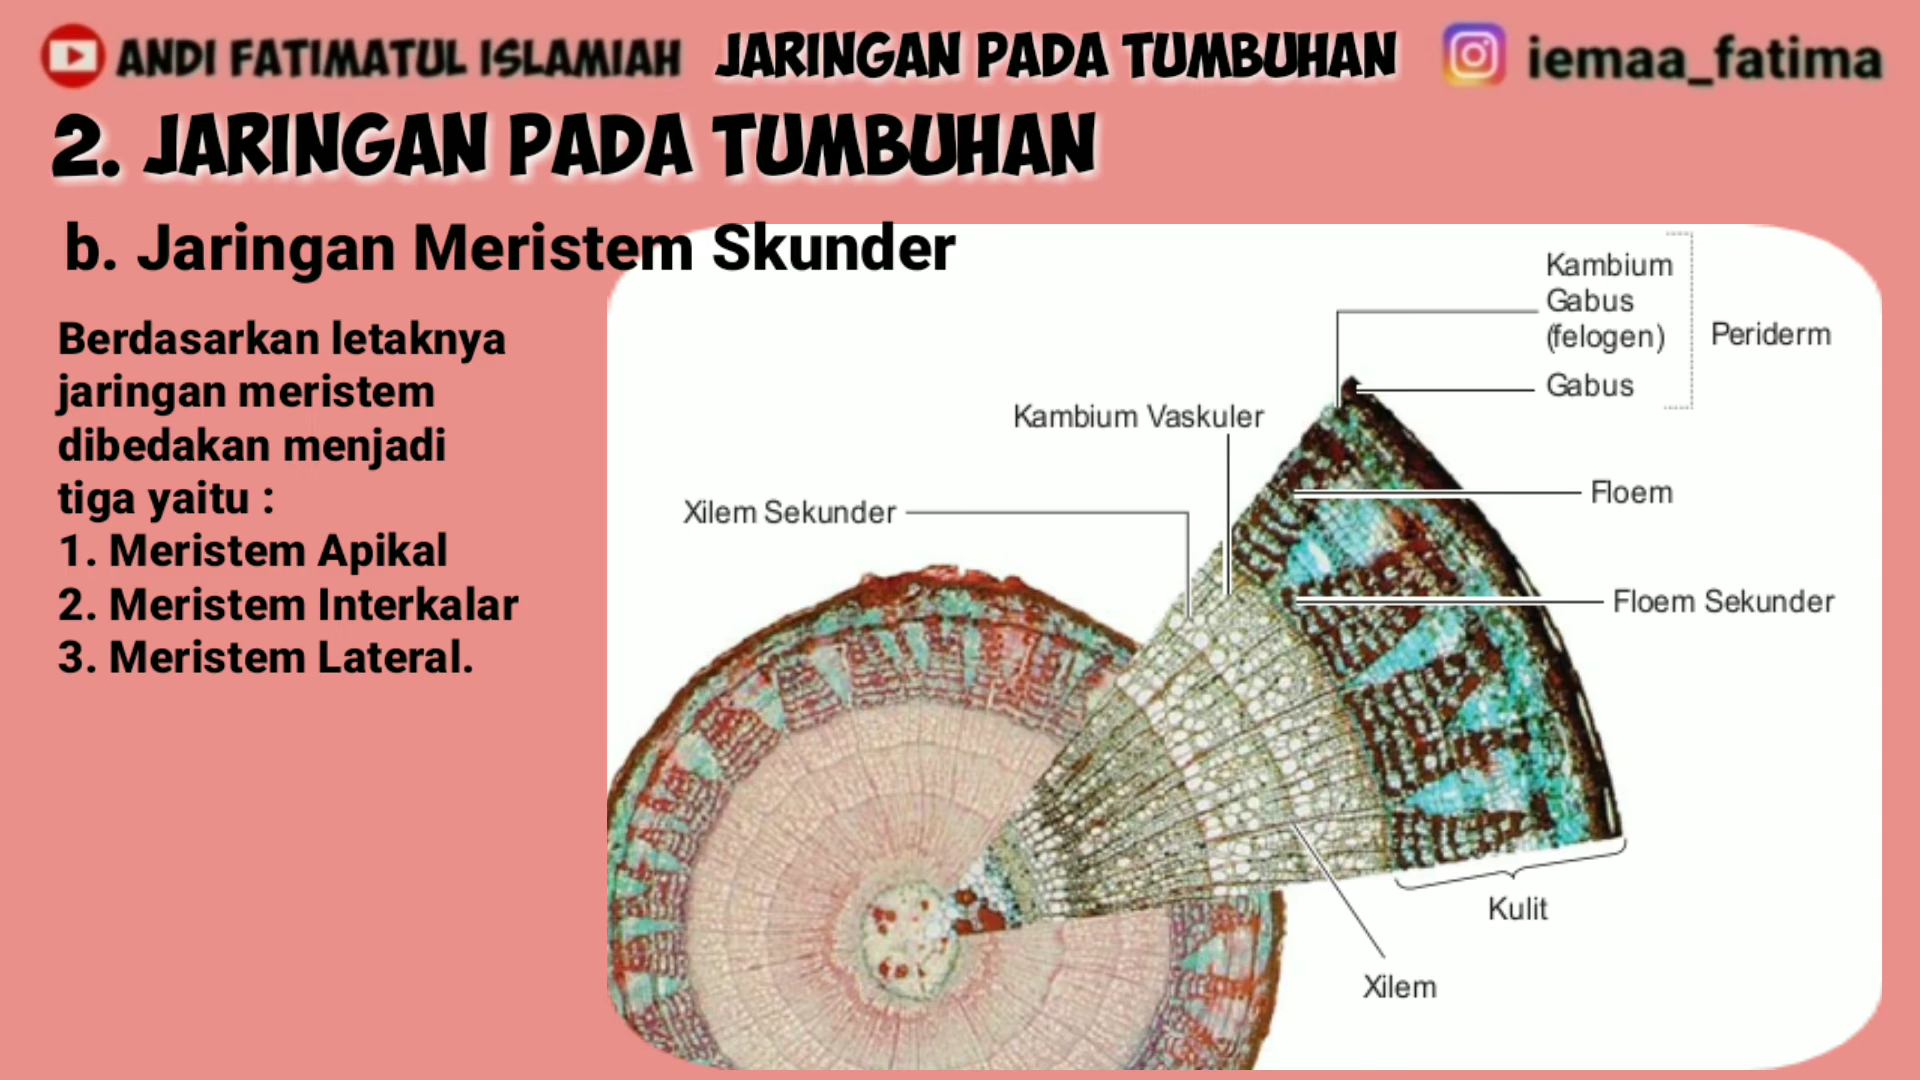 ANDI FATIMATUL ISLAMIAH
JARINGAN PADA TUMBUHAN
iemaa_fatima
2. JARINGAN PADA TUMBUHAN
b. Jaringan Meristem Skunder
Berdasarkan letaknya
jaringan meristem
dibedakan menjadi
tiga yaitu :
1. Meristem Apikal
2. Meristem Interkalar
3. Meristem Lateral.
Kambium
Gabus
(felogen)
Periderm
Gabus
Kambium Vaskuler
Floem
Xilem Sekunder
Floem Sekunder
Kulit
Xilem